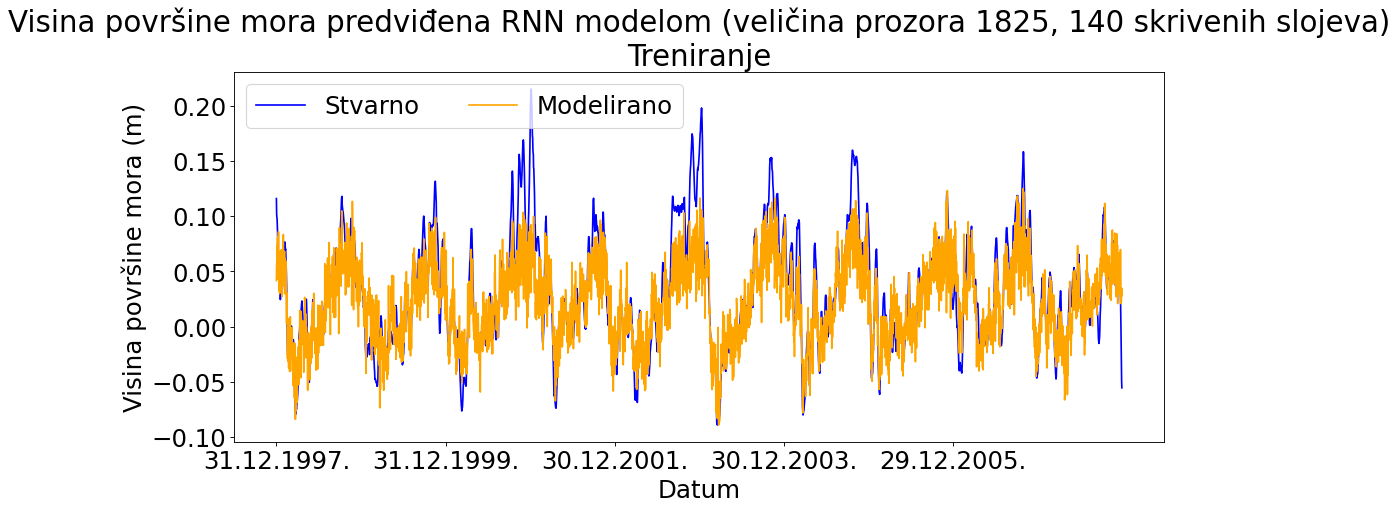 Visina površine mora predviđena RNN modelom (veličina prozora 1825, 140 skrivenih slojeva)
Treniranje
Stvarno Modelirano
Visina površine mora (m)
0.20
0.15
0.10
0.05
0.00
−0.05
−0.10
31.12.1997. 31.12.1999. 30.12.2001. 30.12.2003. 29.12.2005.
Datum